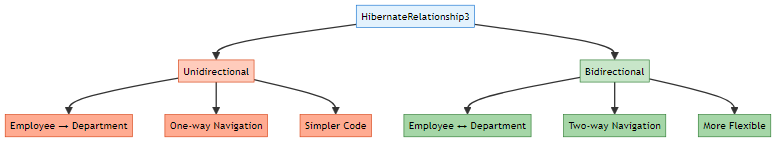 HibernateRelationship3
Unidirectional
Bidirectional
Employee → Department
One-way Navigation
Simpler Code
Employee ↔ Department
Two-way Navigation
More Flexible